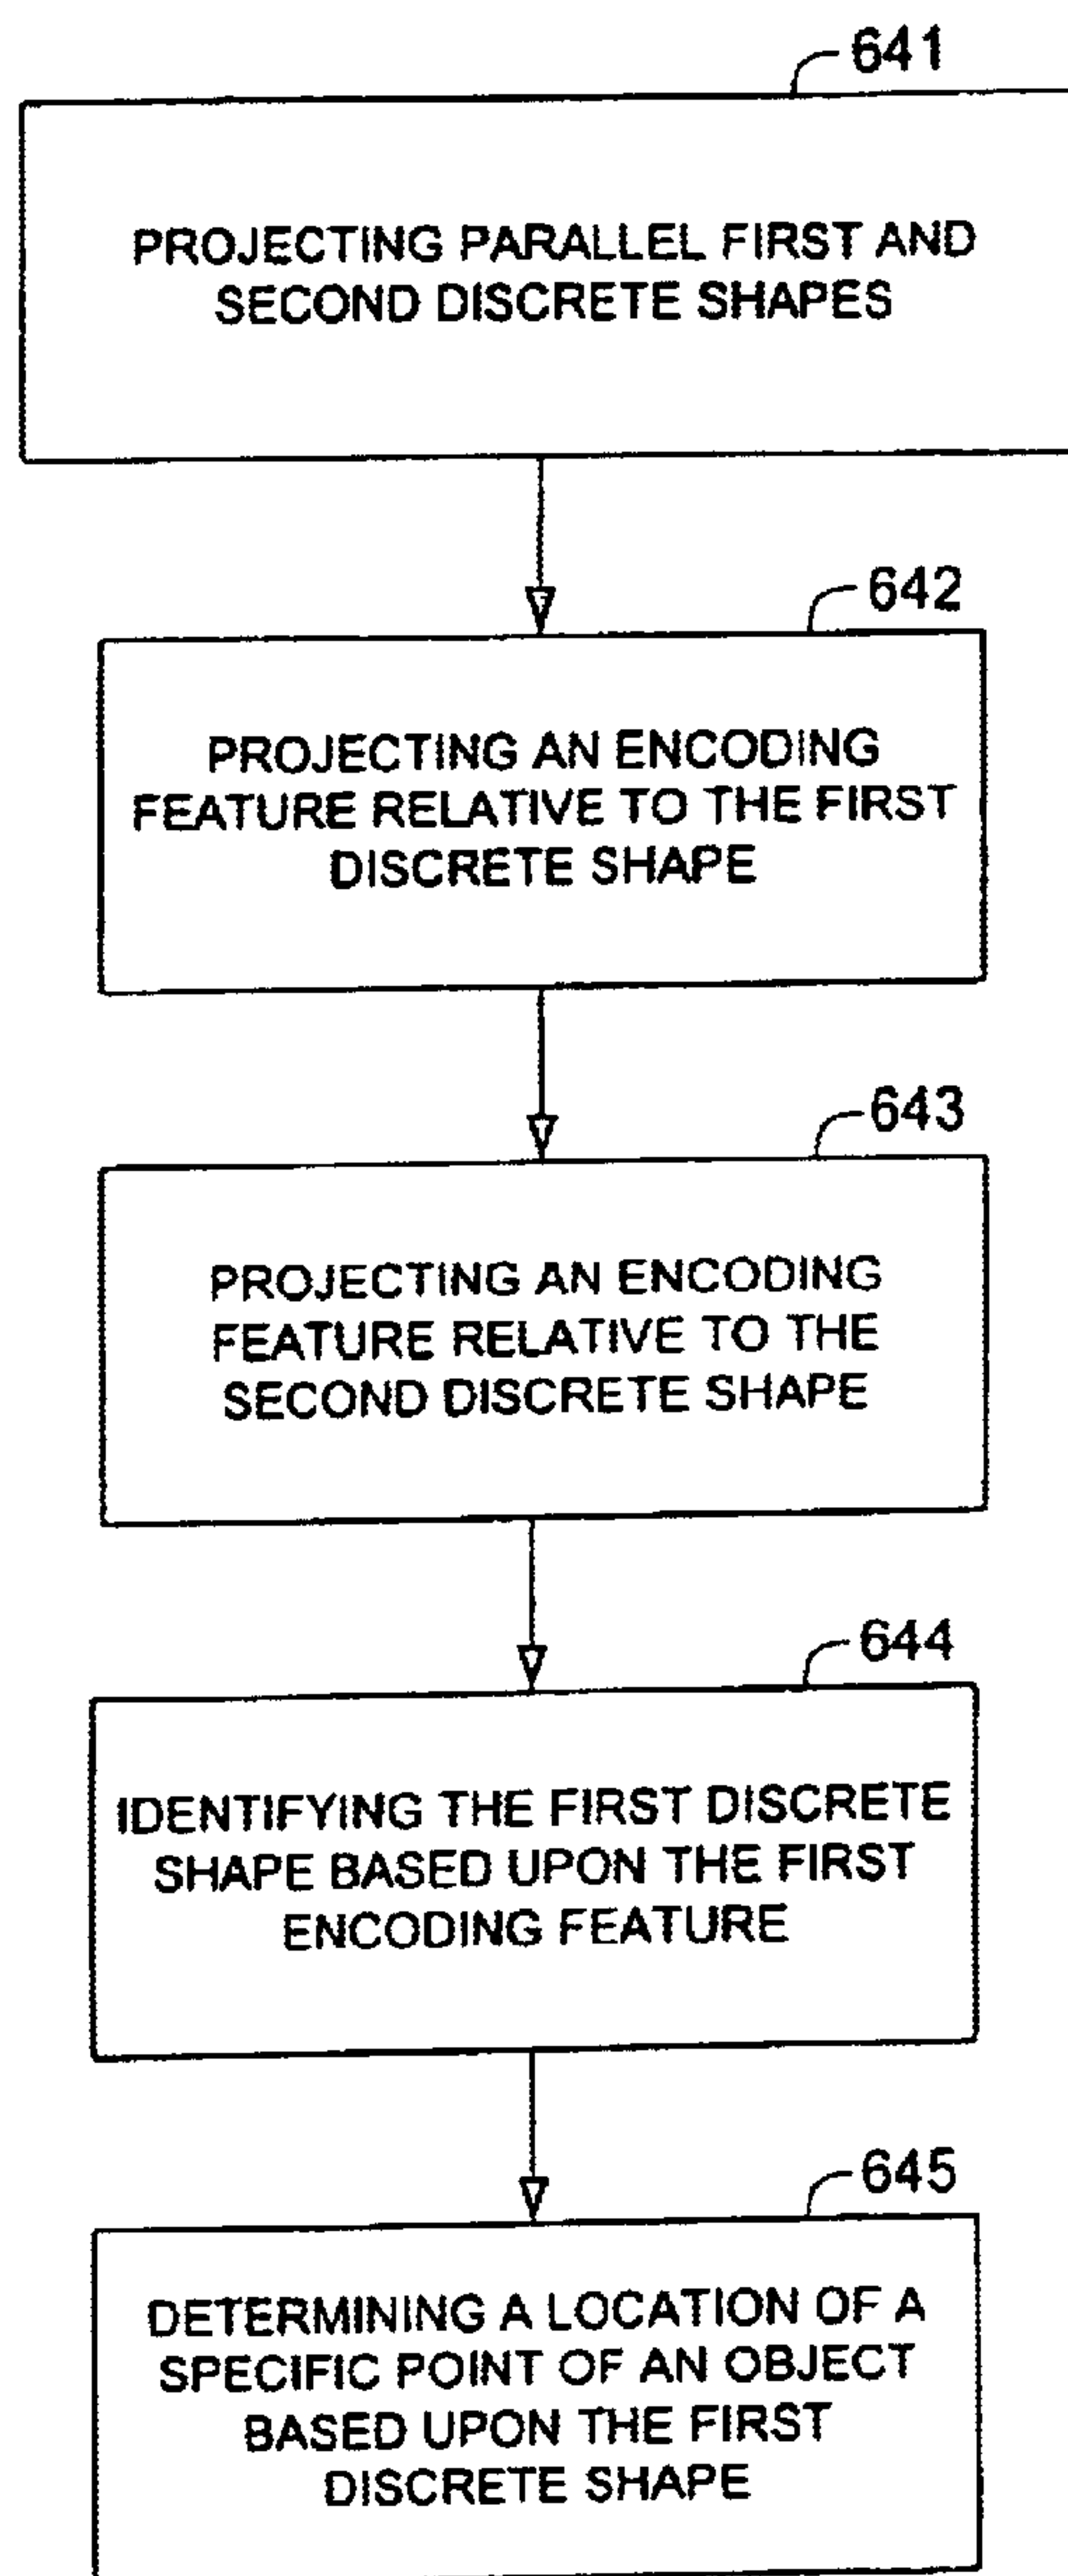 641
PROJECTING PARALLEL FIRST AND
SECOND DISCRETE SHAPES
642
PROJECTING AN ENCODING
FEATURE RELATIVE TO THE FIRST
DISCRETE SHAPE
643
PROJECTING AN ENCODING
FEATURE RELATIVE TO THE
SECOND DISCRETE SHAPE
644
IDENTIFYING THE FIRST DISCRETE
SHAPE BASED UPON THE FIRST
ENCODING FEATURE
645
DETERMINING A LOCATION OF A
SPECIFIC POINT OF AN OBJECT
BASED UPON THE FIRST
DISCRETE SHAPE